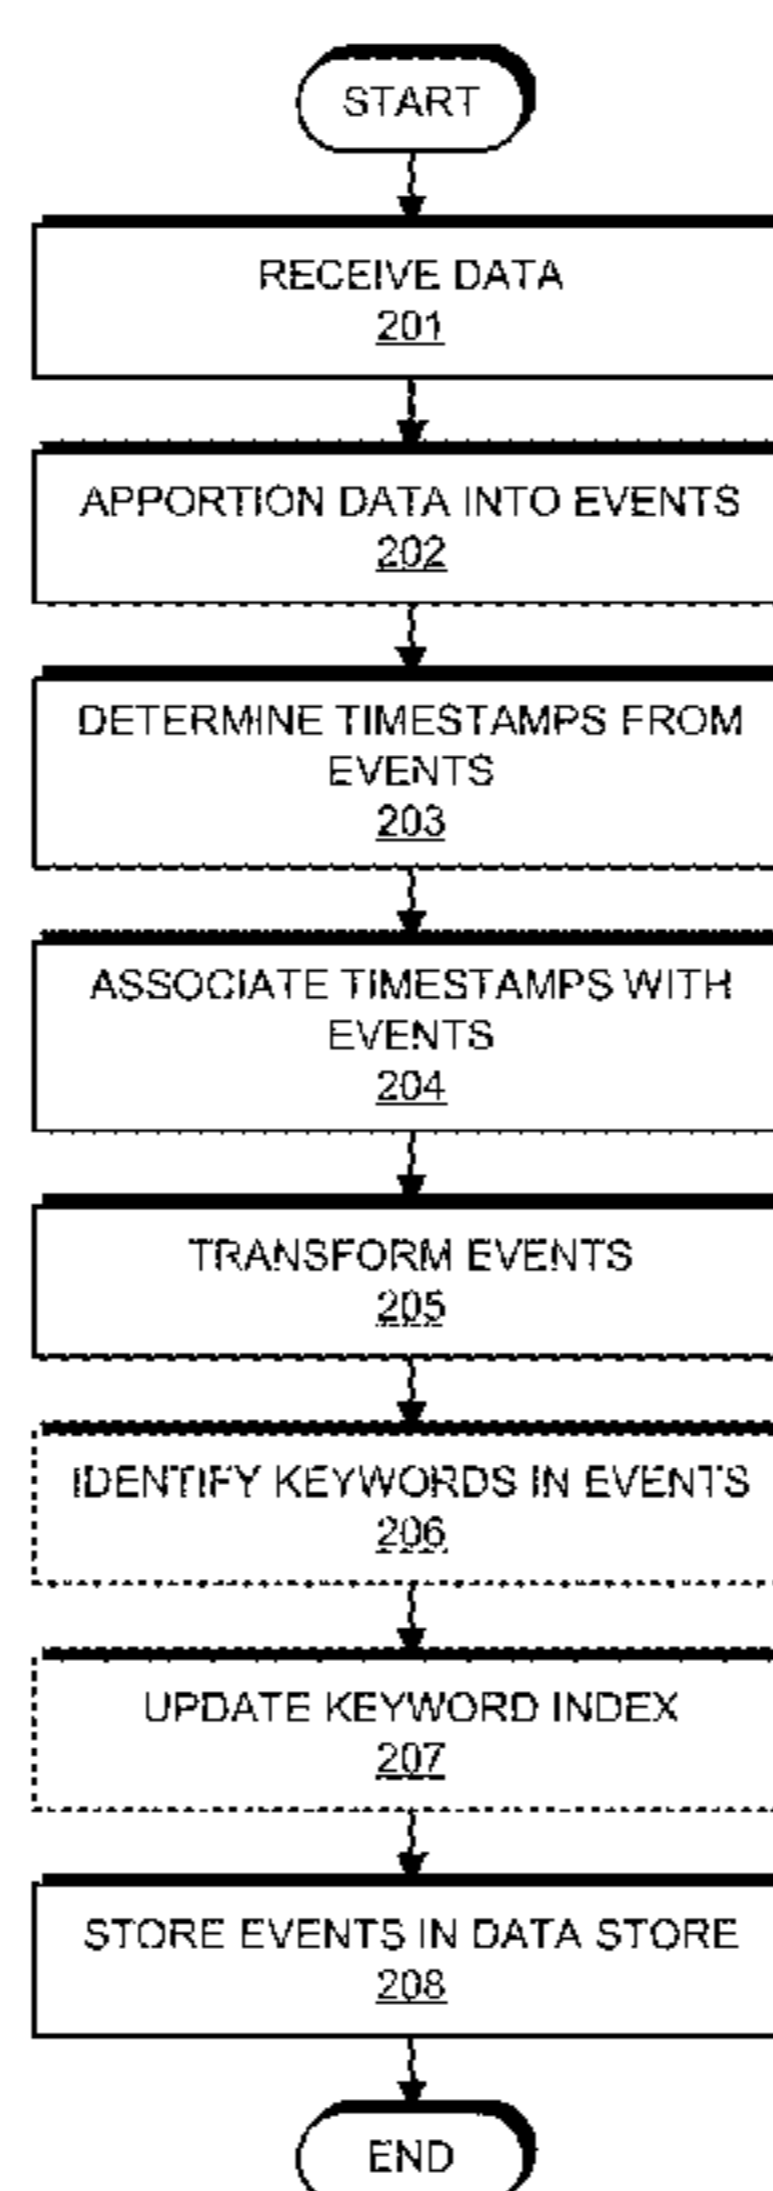 START
RECEIVE DATA
201
APPORTION DATA INTO EVENTS
202
DETERMINE TIMESTAMPS FROM
EVENTS
203
ASSOCIATE TIMESTAMPS WITH
EVENTS
204
TRANSFORM EVENTS
205
IDENTIFY KEYWORDS IN EVENTS
206
UPDATE KEYWORD INDEX
207
STORE EVENTS IN DATA STORE
208
END